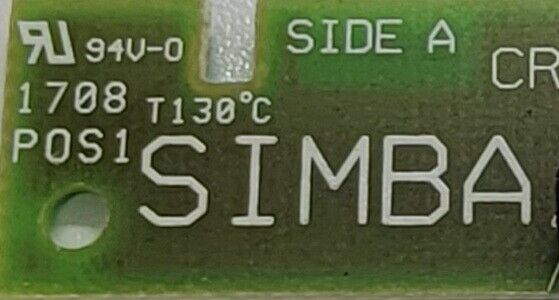 94V-0
SIDE A
CR
1708 T130°C
POS1
SIMBA